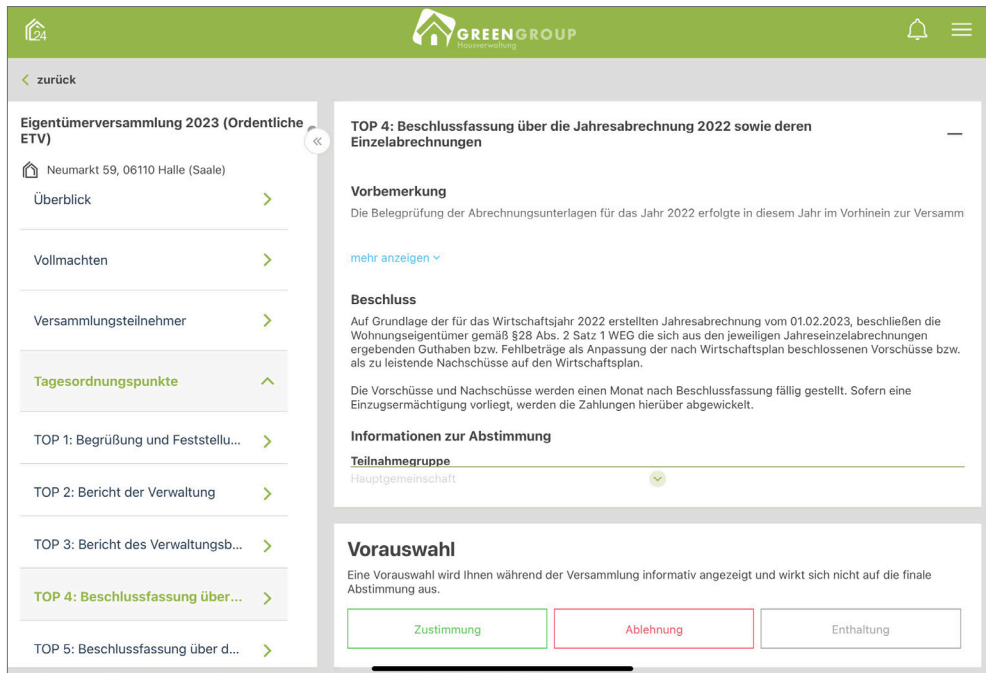 24
GREENGROUP
Hausverwaltung
zurück
Eigentümerversammlung 2023 (Ordentliche
ETV)
Neumarkt 59, 06110 Halle (Saale)
Überblick
Vollmachten
Versammlungsteilnehmer
Tagesordnungspunkte
TOP 1: Begrüßung und Feststellu...
TOP 2: Bericht der Verwaltung
TOP 3: Bericht des Verwaltungsb...
TOP 4: Beschlussfassung über...
TOP 5: Beschlussfassung über d...
TOP 4: Beschlussfassung über die Jahresabrechnung 2022 sowie deren
Einzelabrechnungen
Vorbemerkung
Die Belegprüfung der Abrechnungsunterlagen für das Jahr 2022 erfolgte in diesem Jahr im Vorhinein zur Versamm
mehr anzeigen
Beschluss
Auf Grundlage der für das Wirtschaftsjahr 2022 erstellten Jahresabrechnung vom 01.02.2023, beschließen die
Wohnungseigentümer gemäß §28 Abs. 2 Satz 1 WEG die sich aus den jeweiligen Jahreseinzelabrechnungen
ergebenden Guthaben bzw. Fehlbeträge als Anpassung der nach Wirtschaftsplan beschlossenen Vorschüsse bzw.
als zu leistende Nachschüsse auf den Wirtschaftsplan.
Die Vorschüsse und Nachschüsse werden einen Monat nach Beschlussfassung fällig gestellt. Sofern eine
Einzugsermächtigung vorliegt, werden die Zahlungen hierüber abgewickelt.
Informationen zur Abstimmung
Teilnahmegruppe
Hauptgemeinschaft
Vorauswahl
Eine Vorauswahl wird Ihnen während der Versammlung informativ angezeigt und wirkt sich nicht auf die finale
Abstimmung aus.
Zustimmung
Ablehnung
Enthaltung